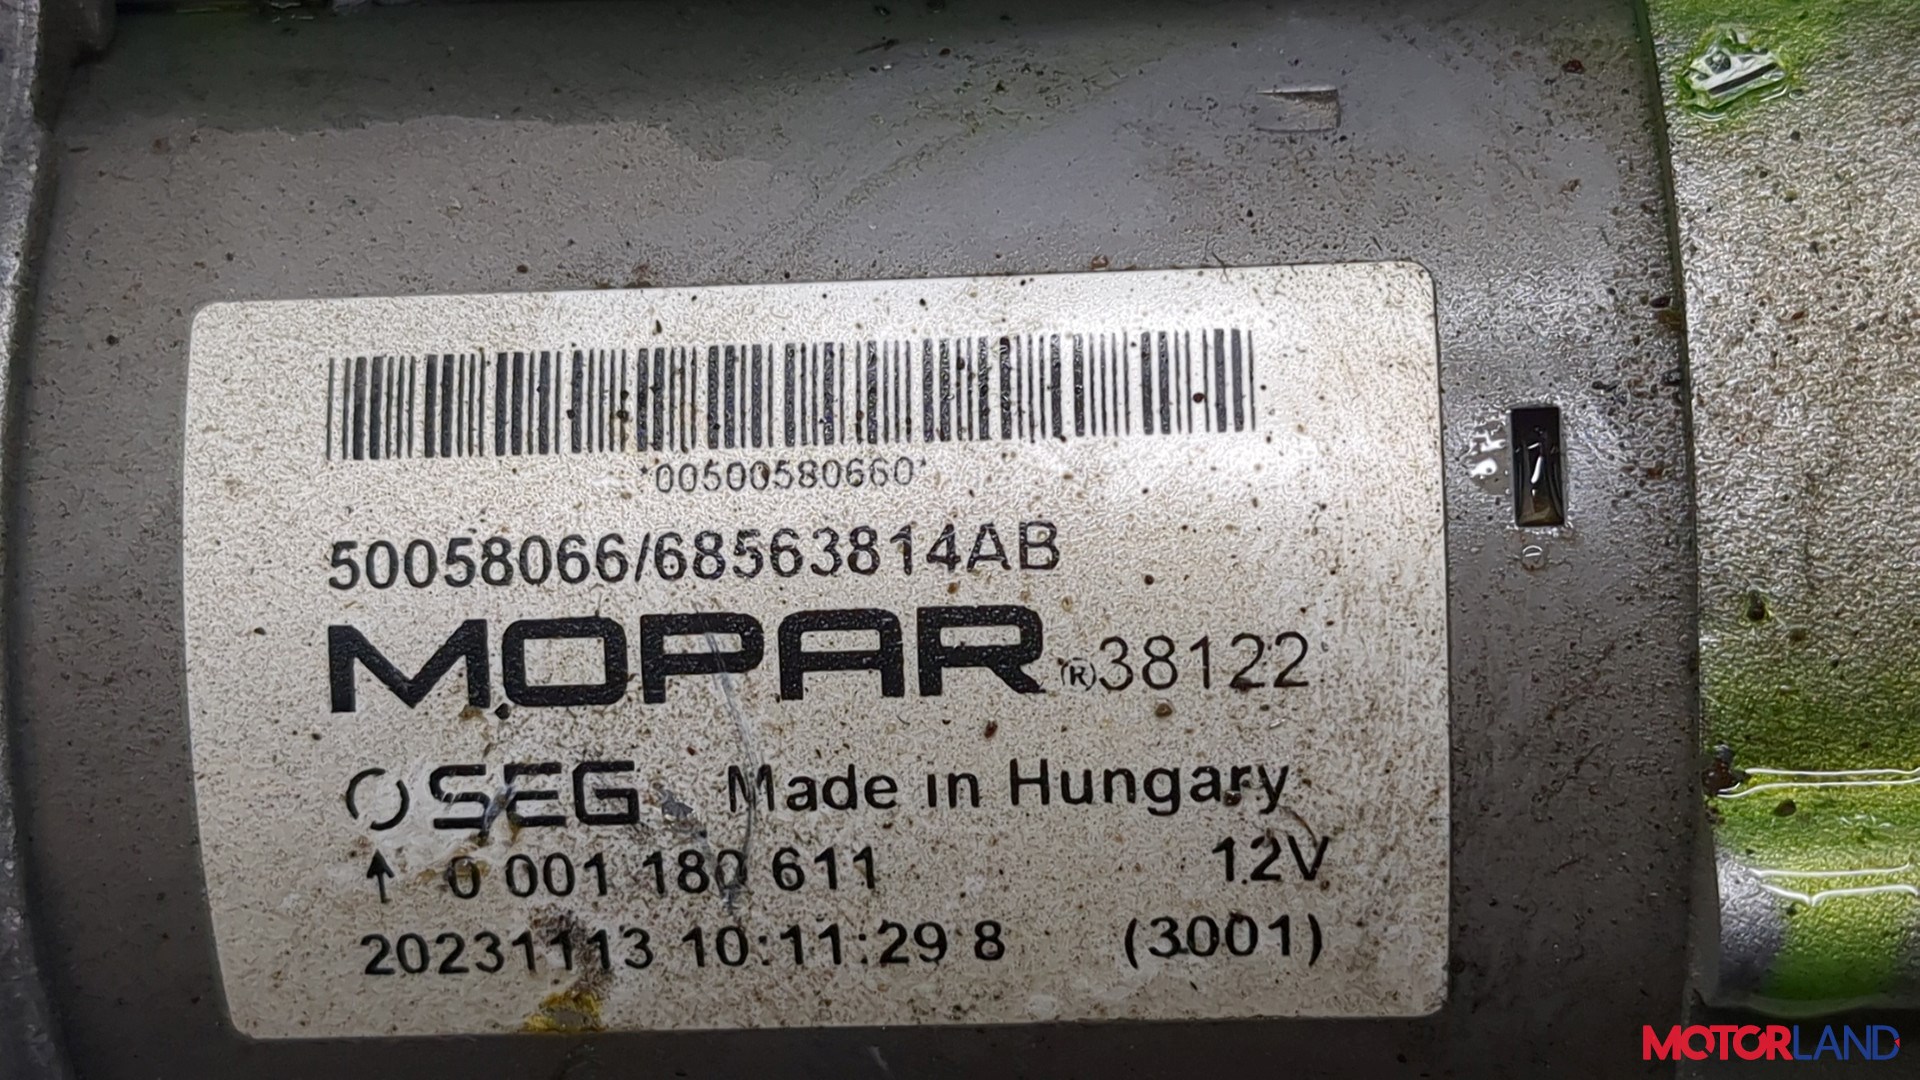 *00500580660*
50058066/68563814AB
MOPAR ®38122
SEG Made in Hungary
↑ 0 001 180 611 12V
20231113 10:11:29 8 (3001)
MOTORLAND